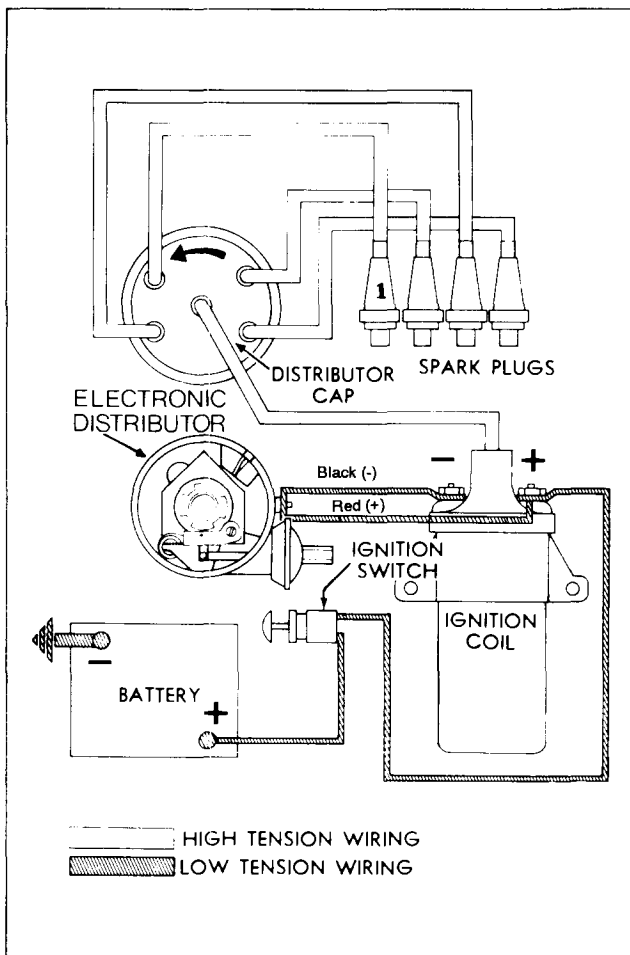 1
SPARK PLUGS
DISTRIBUTOR
CAP
ELECTRONIC
DISTRIBUTOR
- +
Black (-)
Red (+)
IGNITION
SWITCH
IGNITION
COIL
-
BATTERY
+
HIGH TENSION WIRING
LOW TENSION WIRING